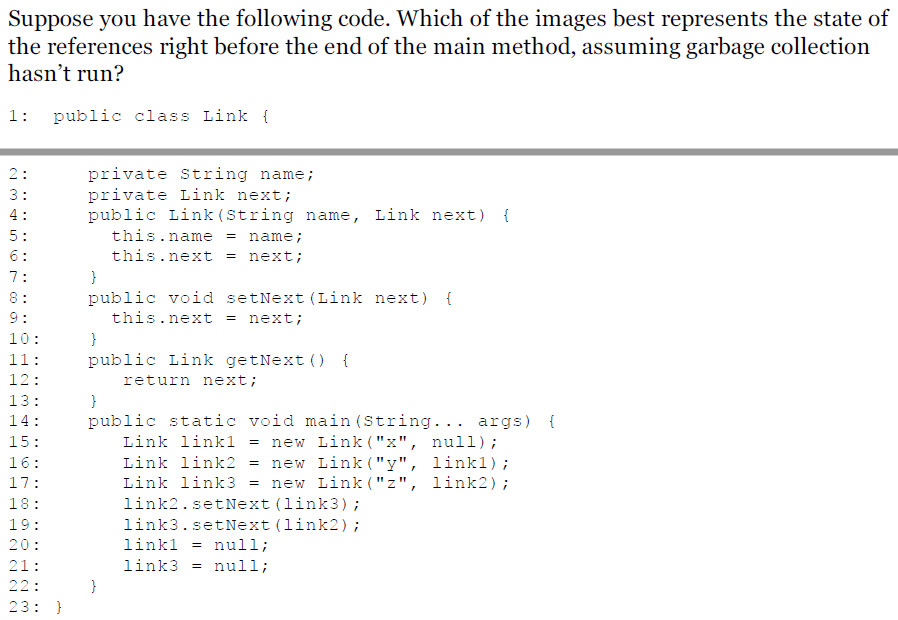 Suppose you have the following code. Which of the images best represents the state of
the references right before the end of the main method, assuming garbage collection
hasn’t run?
1: public class Link {
2: private String name;
3: private Link next;
4: public Link(String name, Link next) {
5: this.name = name;
6: this.next = next;
7: }
8: public void setNext(Link next) {
9: this.next = next;
10: }
11: public Link getNext() {
12: return next;
13: }
14: public static void main(String... args) {
15: Link link1 = new Link("x", null);
16: Link link2 = new Link("y", link1);
17: Link link3 = new Link("z", link2);
18: link2.setNext(link3);
19: link3.setNext(link2);
20: link1 = null;
21: link3 = null;
22: }
23: }